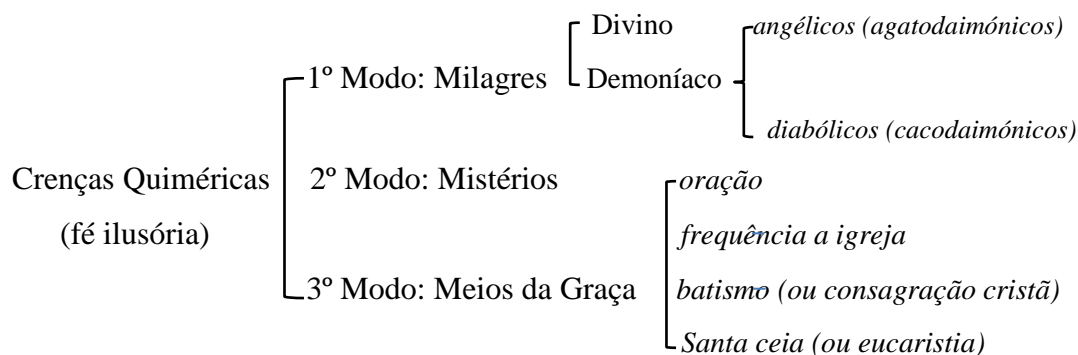 Divino
angélicos (agatodaimónicos)
1º Modo: Milagres
Demoníaco
diabólicos (cacodaimónicos)
Crenças Quiméricas
(fé ilusória)
2º Modo: Mistérios
oração
frequência a igreja
3º Modo: Meios da Graça
batismo (ou consagração cristã)
Santa ceia (ou eucaristia)